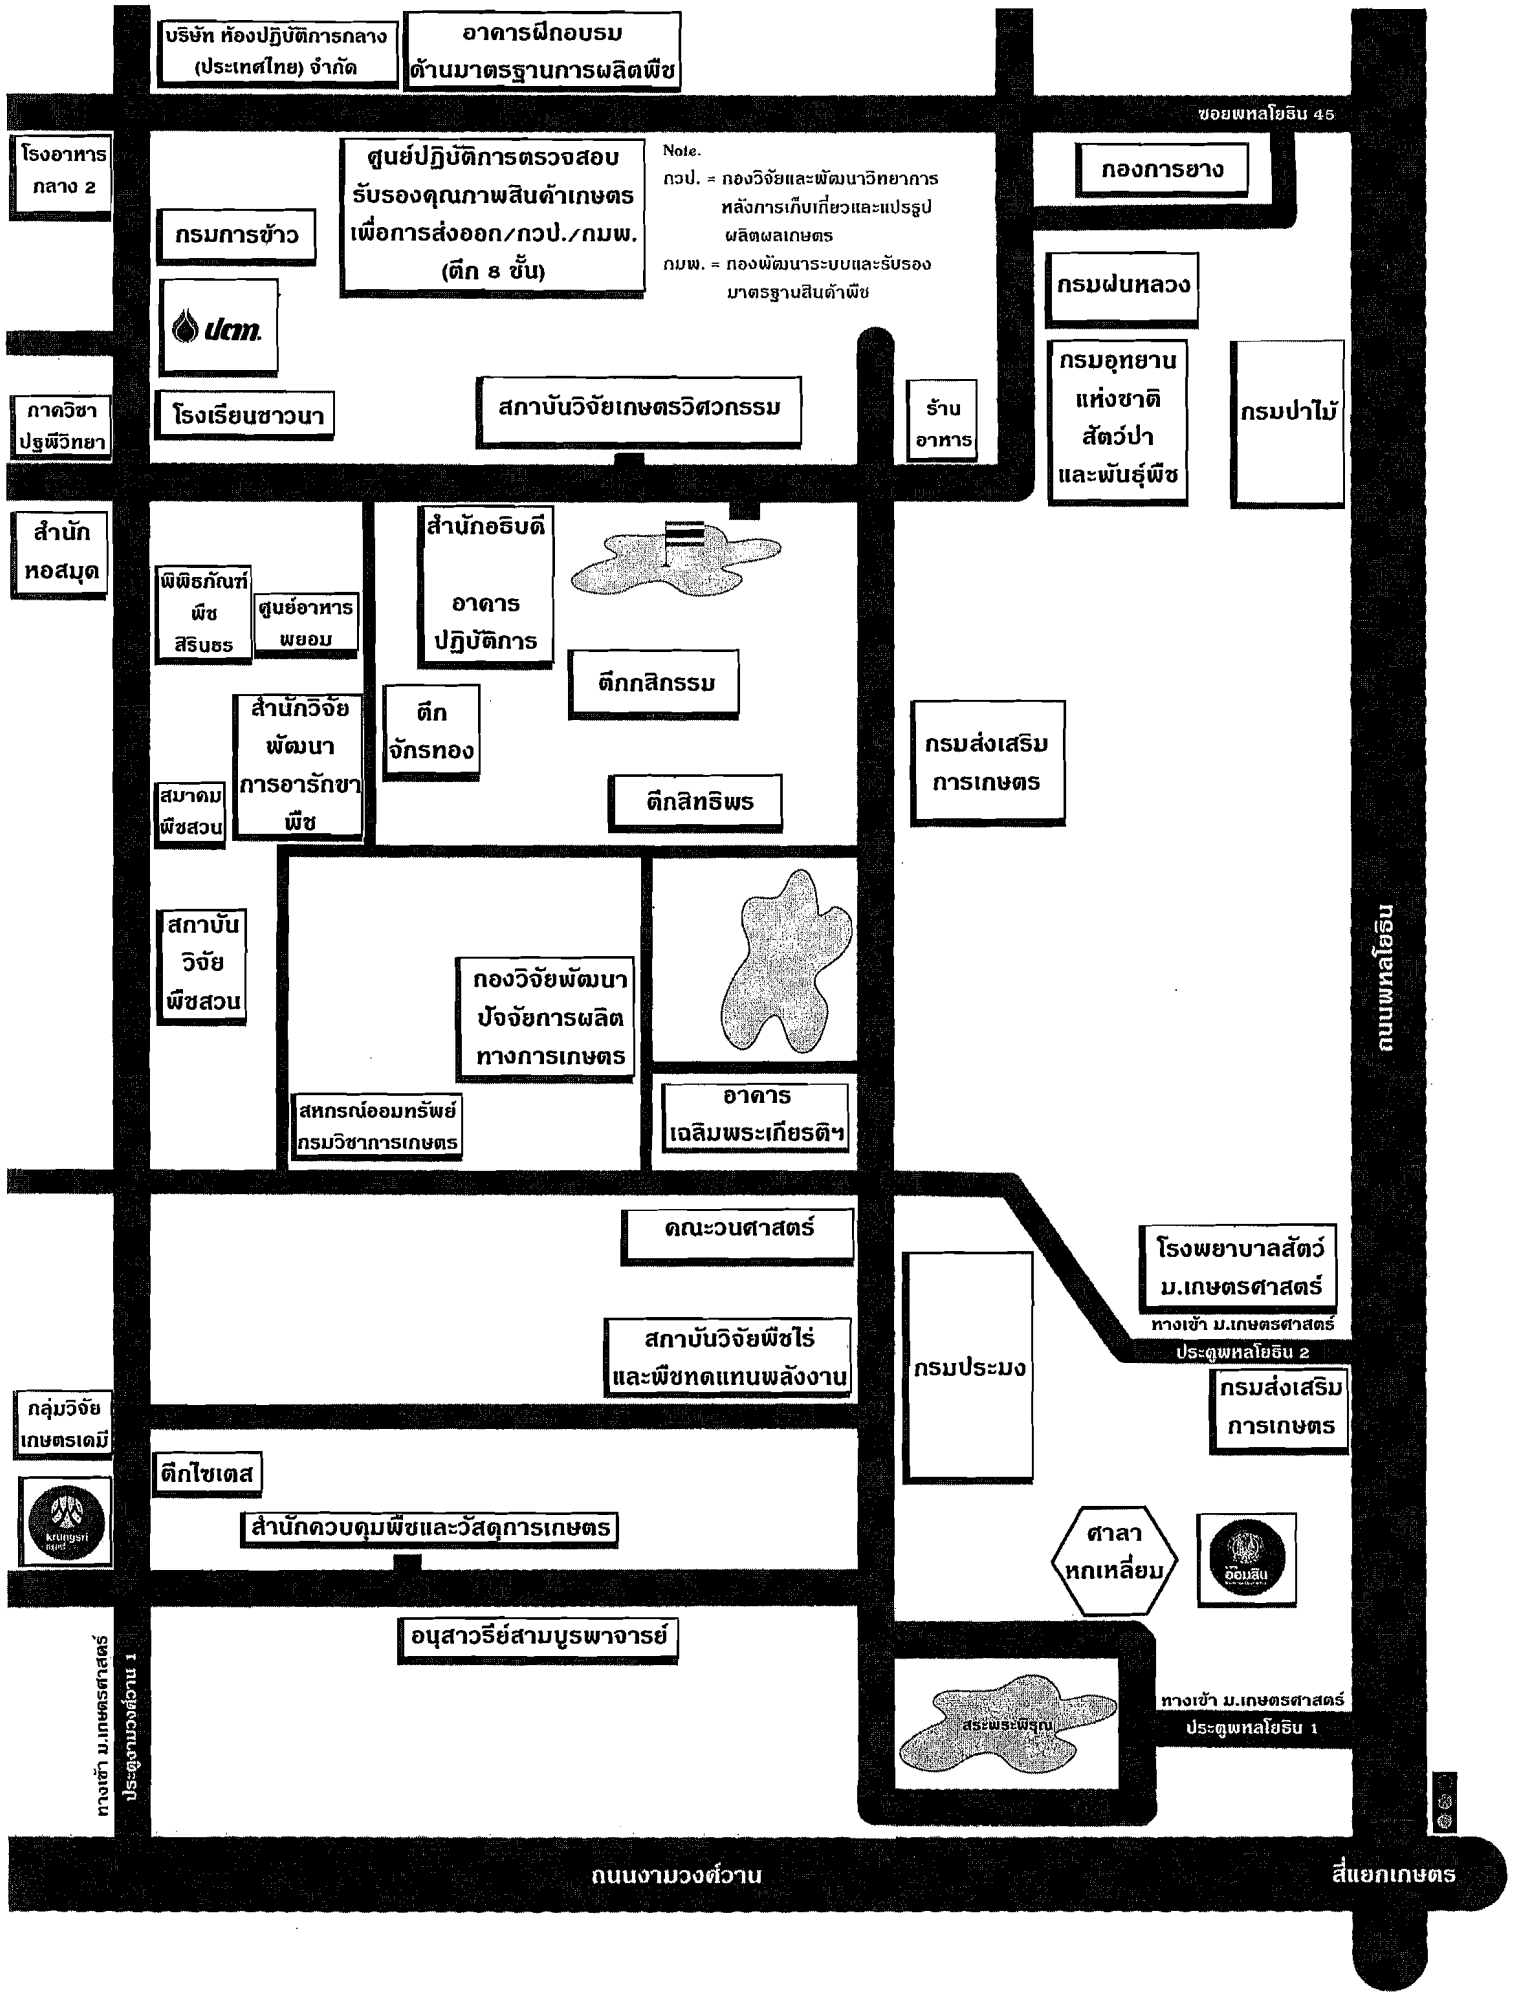 บริษัท ห้องปฏิบัติการกลาง
(ประเทศไทย) จำกัด
อาคารฝึกอบรม
ด้านมาตรฐานการผลิตพืช
ซอยพหลโยธิน 45
โรงอาหาร
กลาง 2
กรมการข้าว
ศูนย์ปฏิบัติการตรวจสอบ
รับรองคุณภาพสินค้าเกษตร
เพื่อการส่งออก/กวป./กมพ.
(ตึก 8 ชั้น)
Note.
กวป. = กองวิจัยและพัฒนาวิทยาการ
หลังการเก็บเกี่ยวและแปรรูป
ผลิตผลเกษตร
กมพ. = กองพัฒนาระบบและรับรอง
มาตรฐานสินค้าพืช
กองการยาง
กรมฝนหลวง
ปตท.
กรมอุทยาน
แห่งชาติ
สัตว์ป่า
และพันธุ์พืช
กรมป่าไม้
ภาควิชา
ปฐพีวิทยา
โรงเรียนชาวนา
สถาบันวิจัยเกษตรวิศวกรรม
ร้าน
อาหาร
สำนัก
หอสมุด
พิพิธภัณฑ์
พืช
สิรินธร
ศูนย์อาหาร
พยอม
สำนักอธิบดี
อาคาร
ปฏิบัติการ
ตึกกสิกรรม
สำนักวิจัย
พัฒนา
การอารักขา
พืช
ตึก
จักรทอง
กรมส่งเสริม
การเกษตร
สมาคม
พืชสวน
ตึกสิทธิพร
สถาบัน
วิจัย
พืชสวน
กองวิจัยพัฒนา
ปัจจัยการผลิต
ทางการเกษตร
ถนนพหลโยธิน
สหกรณ์ออมทรัพย์
กรมวิชาการเกษตร
อาคาร
เฉลิมพระเกียรติฯ
คณะวนศาสตร์
โรงพยาบาลสัตว์
ม.เกษตรศาสตร์
ทางเข้า ม.เกษตรศาสตร์
ประตูพหลโยธิน 2
สถาบันวิจัยพืชไร่
และพืชทดแทนพลังงาน
กรมประมง
กรมส่งเสริม
การเกษตร
กลุ่มวิจัย
เกษตรเคมี
ตึกไซเตส
krungsri
กรุงศรี
สำนักควบคุมพืชและวัสดุการเกษตร
ศาลา
หกเหลี่ยม
ออมสิน
อนุสาวรีย์สามบูรพาจารย์
ทางเข้า ม.เกษตรศาสตร์
ประตูงามวงศ์วาน 1
สระพระพิรุณ
ทางเข้า ม.เกษตรศาสตร์
ประตูพหลโยธิน 1
ถนนงามวงศ์วาน
สี่แยกเกษตร